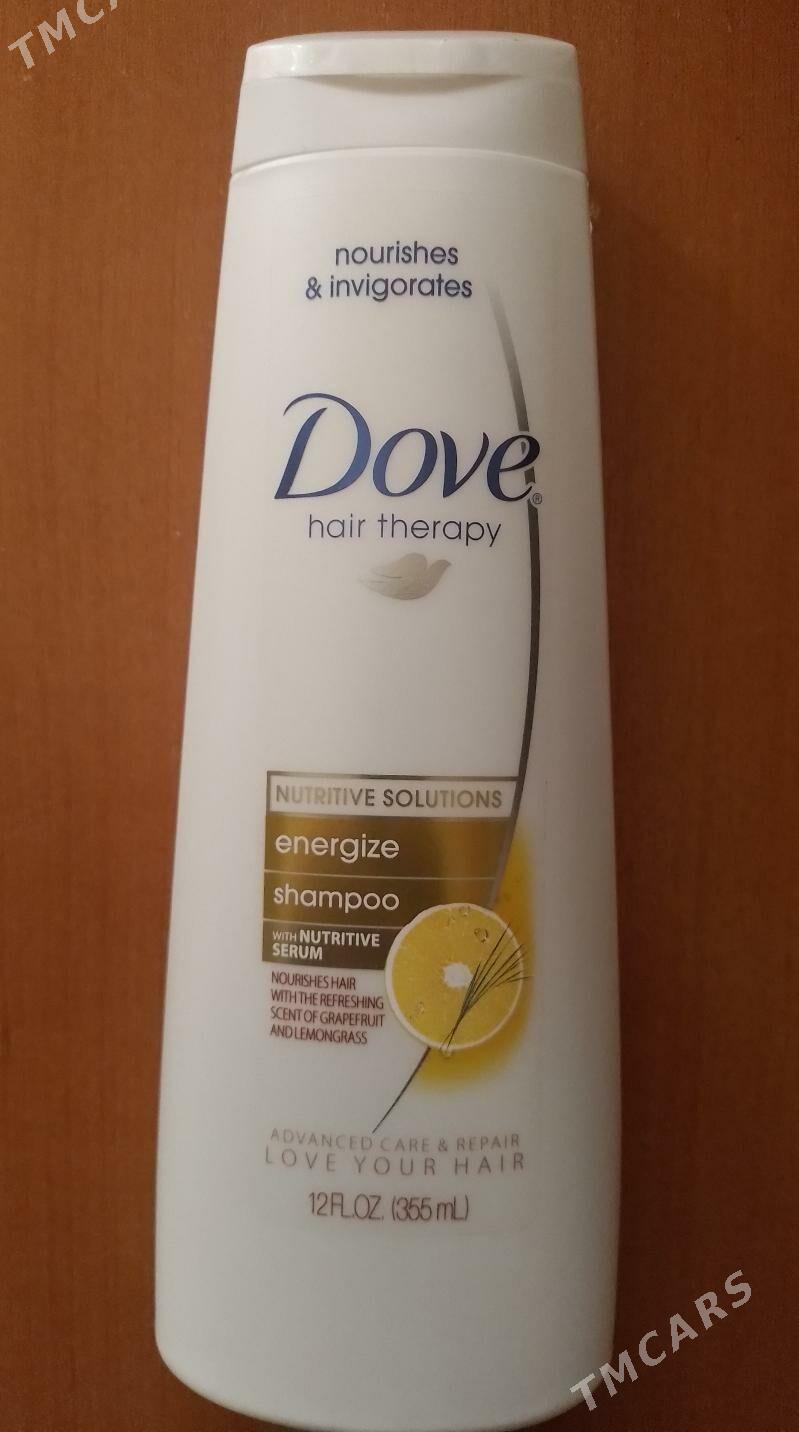 TMCA
nourishes
& invigorates
Dove®
hair therapy
NUTRITIVE SOLUTIONS
energize
shampoo
WITH NUTRITIVE
SERUM
NOURISHES HAIR
WITH THE REFRESHING
SCENT OF GRAPEFRUIT
AND LEMONGRASS
ADVANCED CARE & REPAIR
LOVE YOUR HAIR
12 FL.OZ. (355 mL)
TMCARS